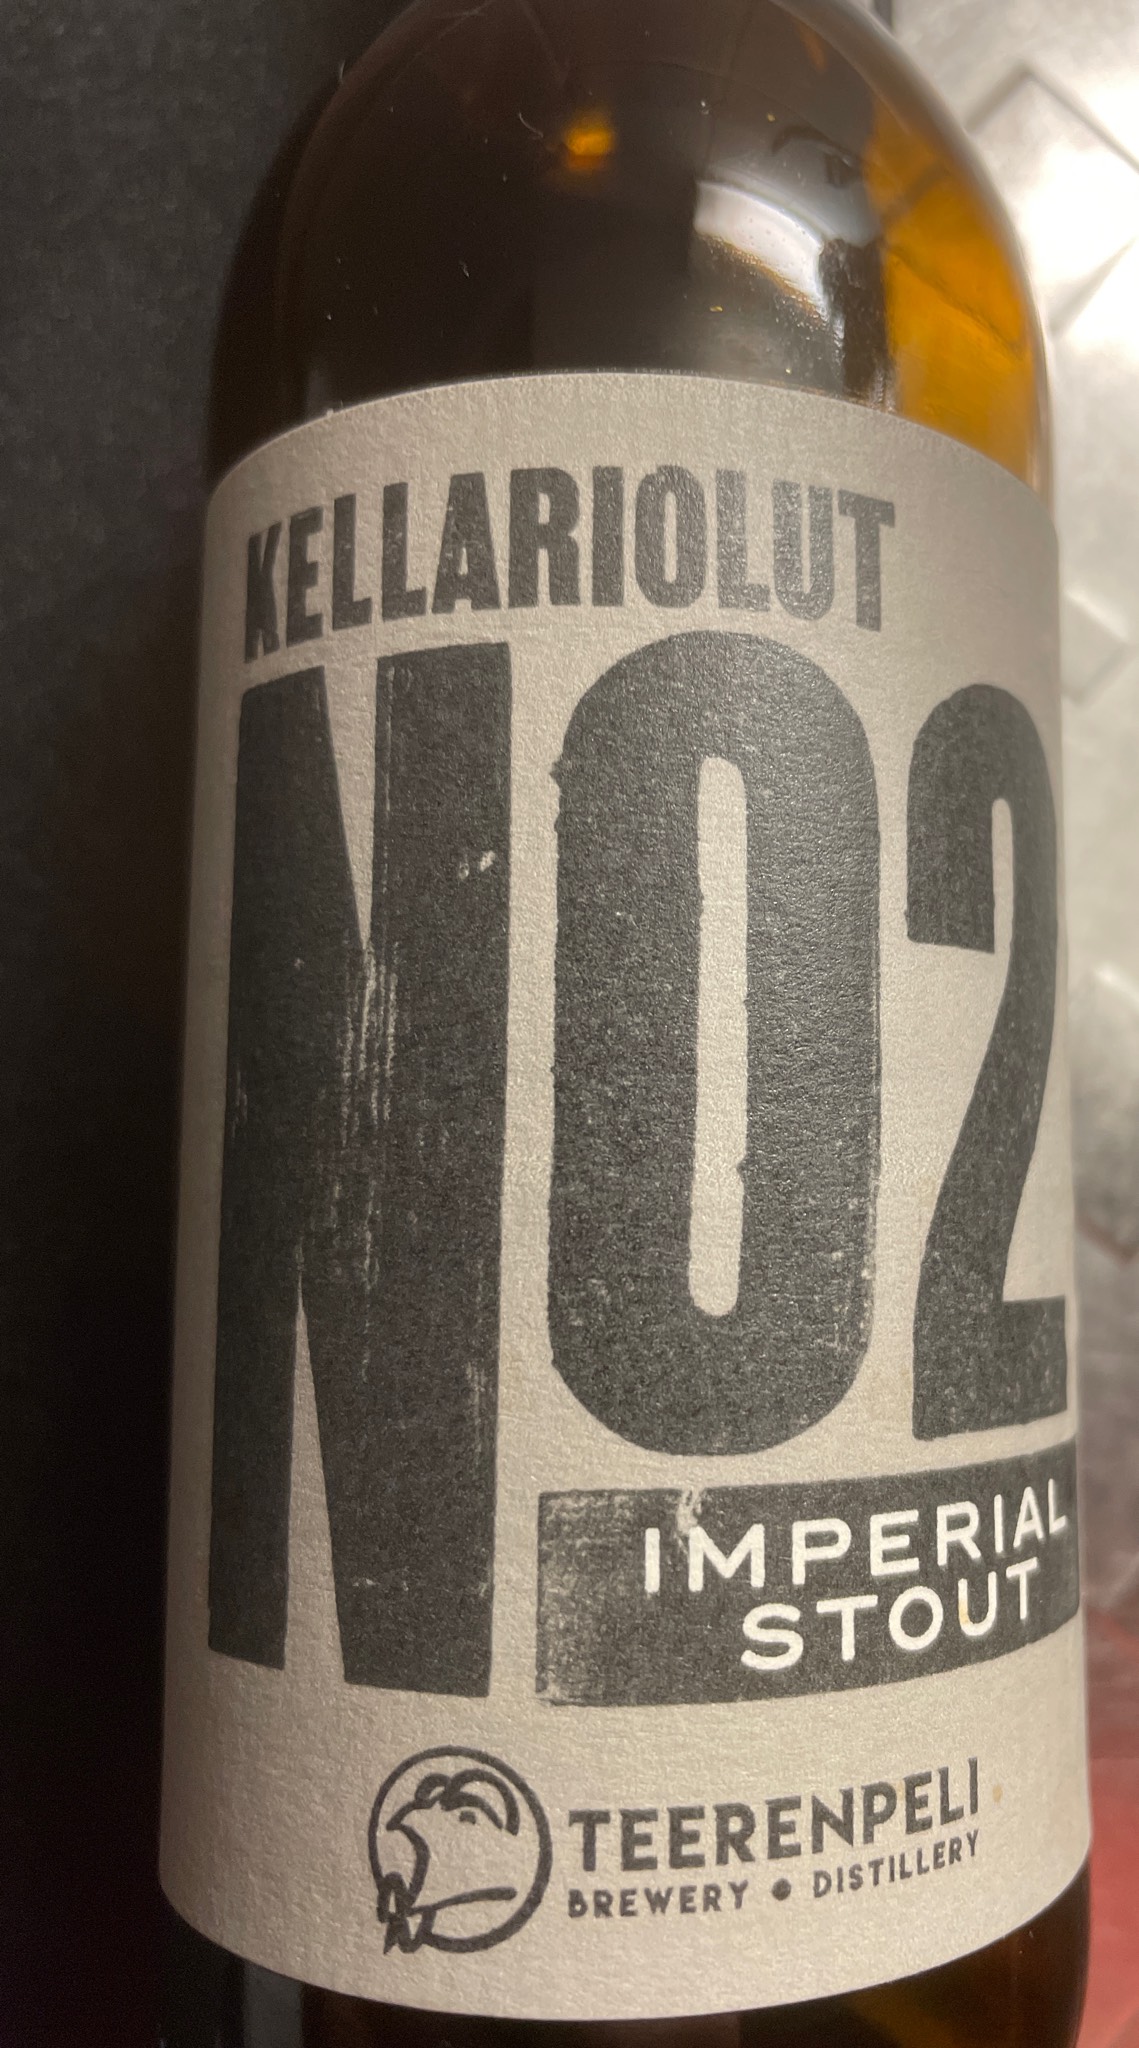 KELLARIOLUT
NO2
IMPERIAL
STOUT
TEERENPELI
BREWERY • DISTILLERY